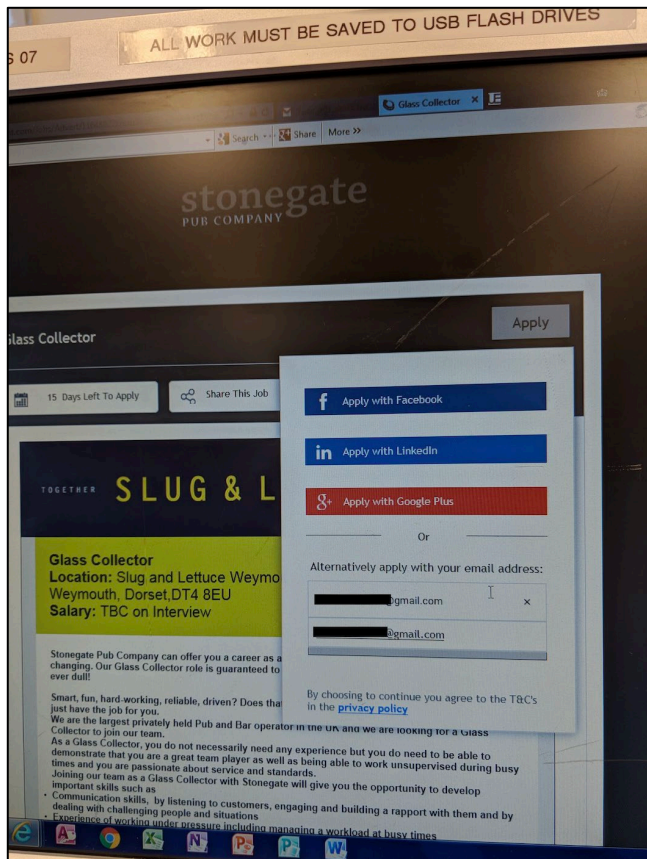 S 07
ALL WORK MUST BE SAVED TO USB FLASH DRIVES
Glass Collector
Search
Share
More >>
stonegate
PUB COMPANY
Glass Collector
Apply
15 Days Left To Apply
Share This Job
Apply with Facebook
Apply with LinkedIn
Apply with Google Plus
Or
Alternatively apply with your email address:
@gmail.com
@gmail.com
By choosing to continue you agree to the T&C's
in the privacy policy
TOGETHER SLUG & L
Glass Collector
Location: Slug and Lettuce Weymo
Weymouth, Dorset,DT4 8EU
Salary: TBC on Interview
Stonegate Pub Company can offer you a career as a
changing. Our Glass Collector role is guaranteed to
ever dull!
Smart, fun, hard-working, reliable, driven? Does tha
just have the job for you.
We are the largest privately held Pub and Bar operator in the UK and we are looking for a Glass
Collector to join our team.
As a Glass Collector, you do not necessarily need any experience but you do need to be able to
demonstrate that you are a great team player as well as being able to work unsupervised during busy
times and you are passionate about service and standards.
Joining our team as a Glass Collector with Stonegate will give you the opportunity to develop
important skills such as
• Communication skills, by listening to customers, engaging and building a rapport with them and by
dealing with challenging people and situations
• Experience of working under pressure including managing a workload at busy times